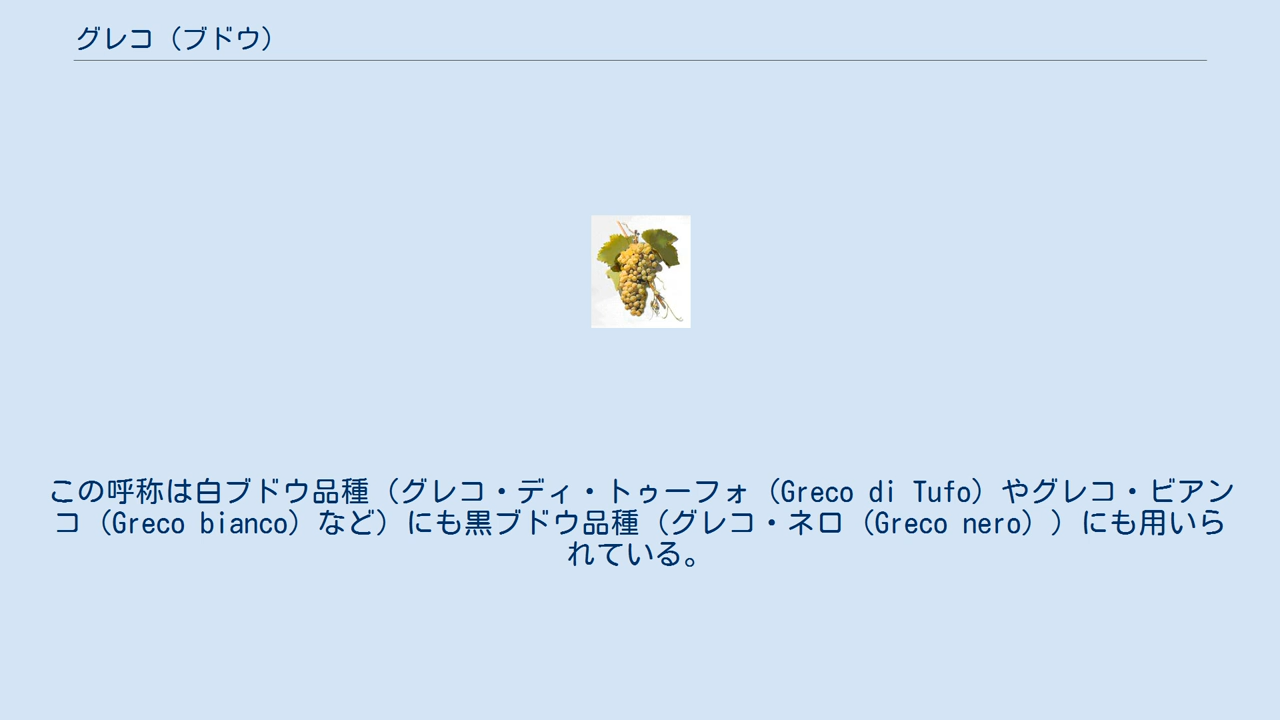 グレコ（ブドウ）
この呼称は白ブドウ品種（グレコ・ディ・トゥーフォ（Greco di Tufo）やグレコ・ビアン
コ（Greco bianco）など）にも黒ブドウ品種（グレコ・ネロ（Greco nero））にも用いら
れている。